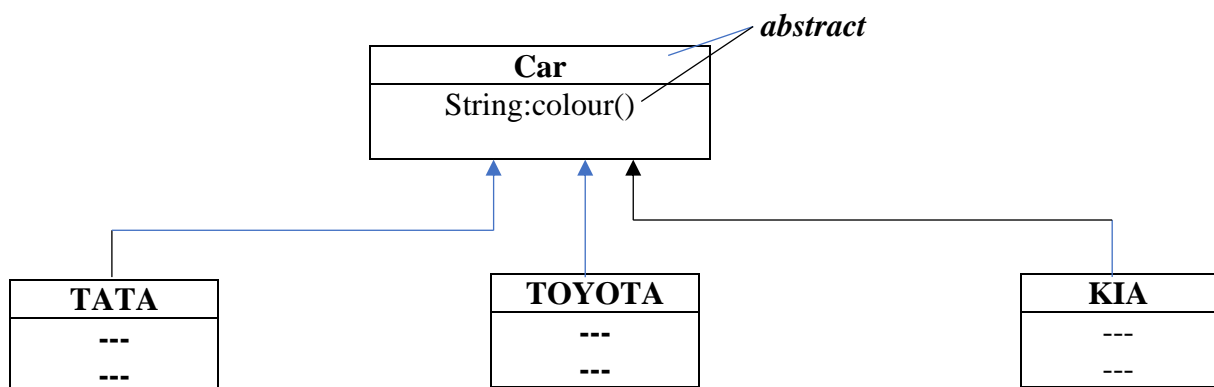 abstract
Car
String:colour()
TATA
---
---
TOYOTA
---
---
KIA
---
---